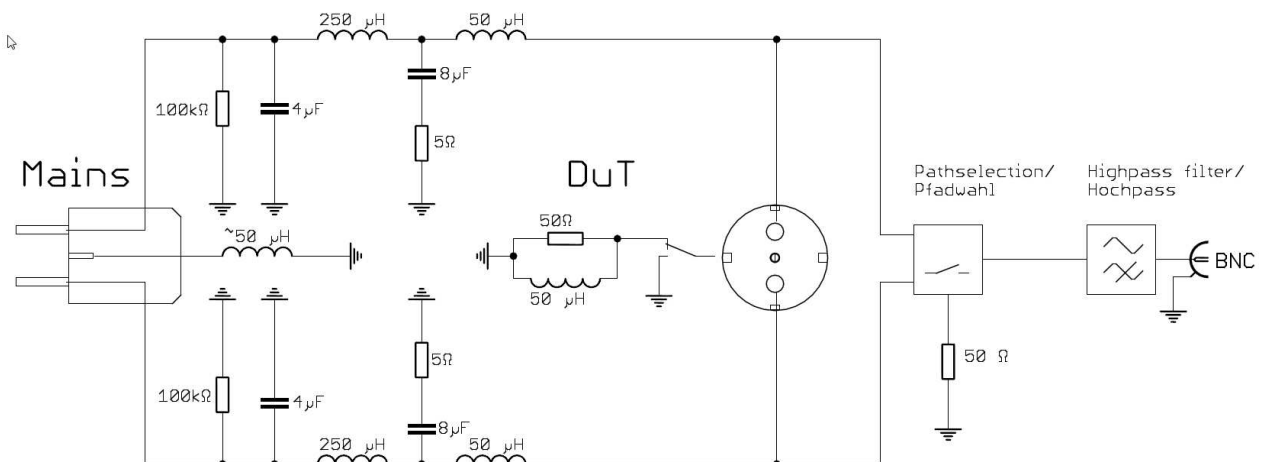 250 µH
50 µH
8µF
100kΩ
4µF
5Ω
Mains
DuT
Pathselection/
Pfadwahl
Highpass filter/
Hochpass
50Ω
~50 µH
BNC
50 µH
5Ω
50 Ω
100kΩ
4µF
8µF
250 µH
50 µH